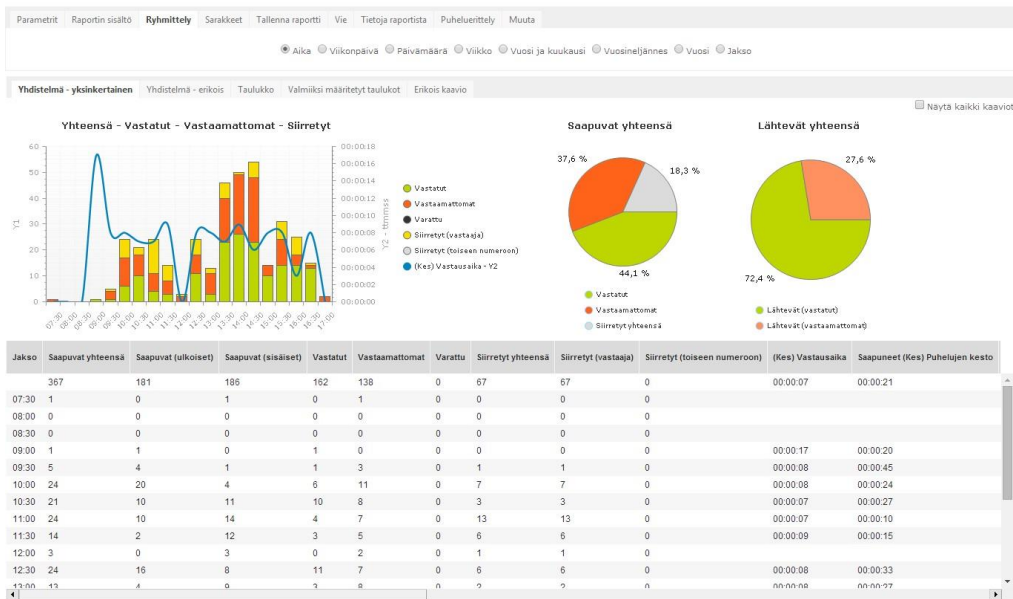 Parametrit Raportin sisältö Ryhmittely Sarakkeet Tallenna raportti Vie Tietoja raportista Puheluerittely Muuta
Aika Viikonpäivä Päivämäärä Viikko Vuosi ja kuukausi Vuosineljännes Vuosi Jakso
Yhdistelmä - yksinkertainen Yhdistelmä - erikois Taulukko Valmiiksi määritetyt taulukot Erikois kaavio
Näytä kaikki kaaviot
Yhteensä - Vastatut - Vastaamattomat - Siirretyt
60
50
40
30
20
10
0
Y1
00:00:18
00:00:16
00:00:14
00:00:12
00:00:10
00:00:08
00:00:06
00:00:04
00:00:02
00:00:00
Y2 - ttmmss
07:30 08:00 08:30 09:00 09:30 10:00 10:30 11:00 11:30 12:00 12:30 13:00 13:30 14:00 14:30 15:00 15:30 16:00 16:30 17:00
Vastatut
Vastaamattomat
Varattu
Siirretyt (vastaaja)
Siirretyt (toiseen numeroon)
(Kes) Vastausaika - Y2
Saapuvat yhteensä
37,6 %
18,3 %
44,1 %
Vastatut
Vastaamattomat
Siirretyt yhteensä
Lähtevät yhteensä
27,6 %
72,4 %
Lähtevät (vastatut)
Lähtevät (vastaamattomat)
Jakso Saapuvat yhteensä Saapuvat (ulkoiset) Saapuvat (sisäiset) Vastatut Vastaamattomat Varattu Siirretyt yhteensä Siirretyt (vastaaja) Siirretyt (toiseen numeroon) (Kes) Vastausaika Saapuneet (Kes) Puhelujen kesto
367 181 186 162 138 0 67 67 0 00:00:07 00:00:21
07:30 1 0 1 0 1 0 0 0 0
08:00 0 0 0 0 0 0 0 0 0
08:30 0 0 0 0 0 0 0 0 0
09:00 1 1 0 1 0 0 0 0 0 00:00:17 00:00:20
09:30 5 4 1 1 3 0 1 1 0 00:00:08 00:00:45
10:00 24 20 4 6 11 0 7 7 0 00:00:08 00:00:24
10:30 21 10 11 10 8 0 3 3 0 00:00:07 00:00:27
11:00 24 10 14 4 7 0 13 13 0 00:00:07 00:00:10
11:30 14 2 12 3 5 0 6 6 0 00:00:09 00:00:15
12:00 3 0 3 0 2 0 1 1 0
12:30 24 16 8 11 7 0 6 6 0 00:00:08 00:00:33
13:00 13 4 9 3 8 0 2 2 0 00:00:08 00:00:27